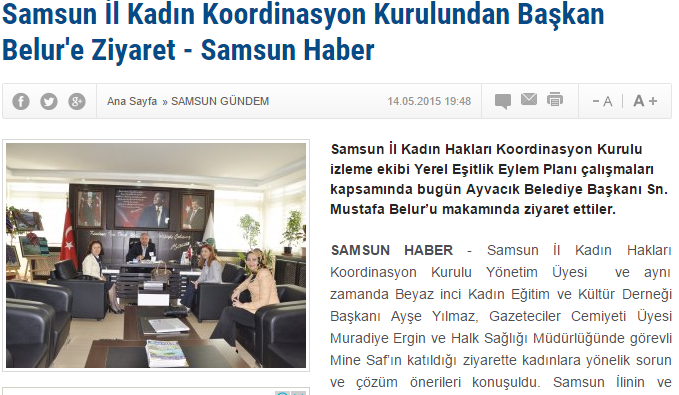 Samsun İl Kadın Koordinasyon Kurulundan Başkan
Belur'e Ziyaret - Samsun Haber
Ana Sayfa » SAMSUN GÜNDEM
14.05.2015 19:48
- A | A +
Samsun İl Kadın Hakları Koordinasyon Kurulu
izleme ekibi Yerel Eşitlik Eylem Planı çalışmaları
kapsamında bugün Ayvacık Belediye Başkanı Sn.
Mustafa Belur’u makamında ziyaret ettiler.
SAMSUN HABER - Samsun İl Kadın Hakları
Koordinasyon Kurulu Yönetim Üyesi ve aynı
zamanda Beyaz inci Kadın Eğitim ve Kültür Derneği
Başkanı Ayşe Yılmaz, Gazeteciler Cemiyeti Üyesi
Muradiye Ergin ve Halk Sağlığı Müdürlüğünde görevli
Mine Saf’ın katıldığı ziyarette kadınlara yönelik sorun
ve çözüm önerileri konuşuldu. Samsun İlinin ve